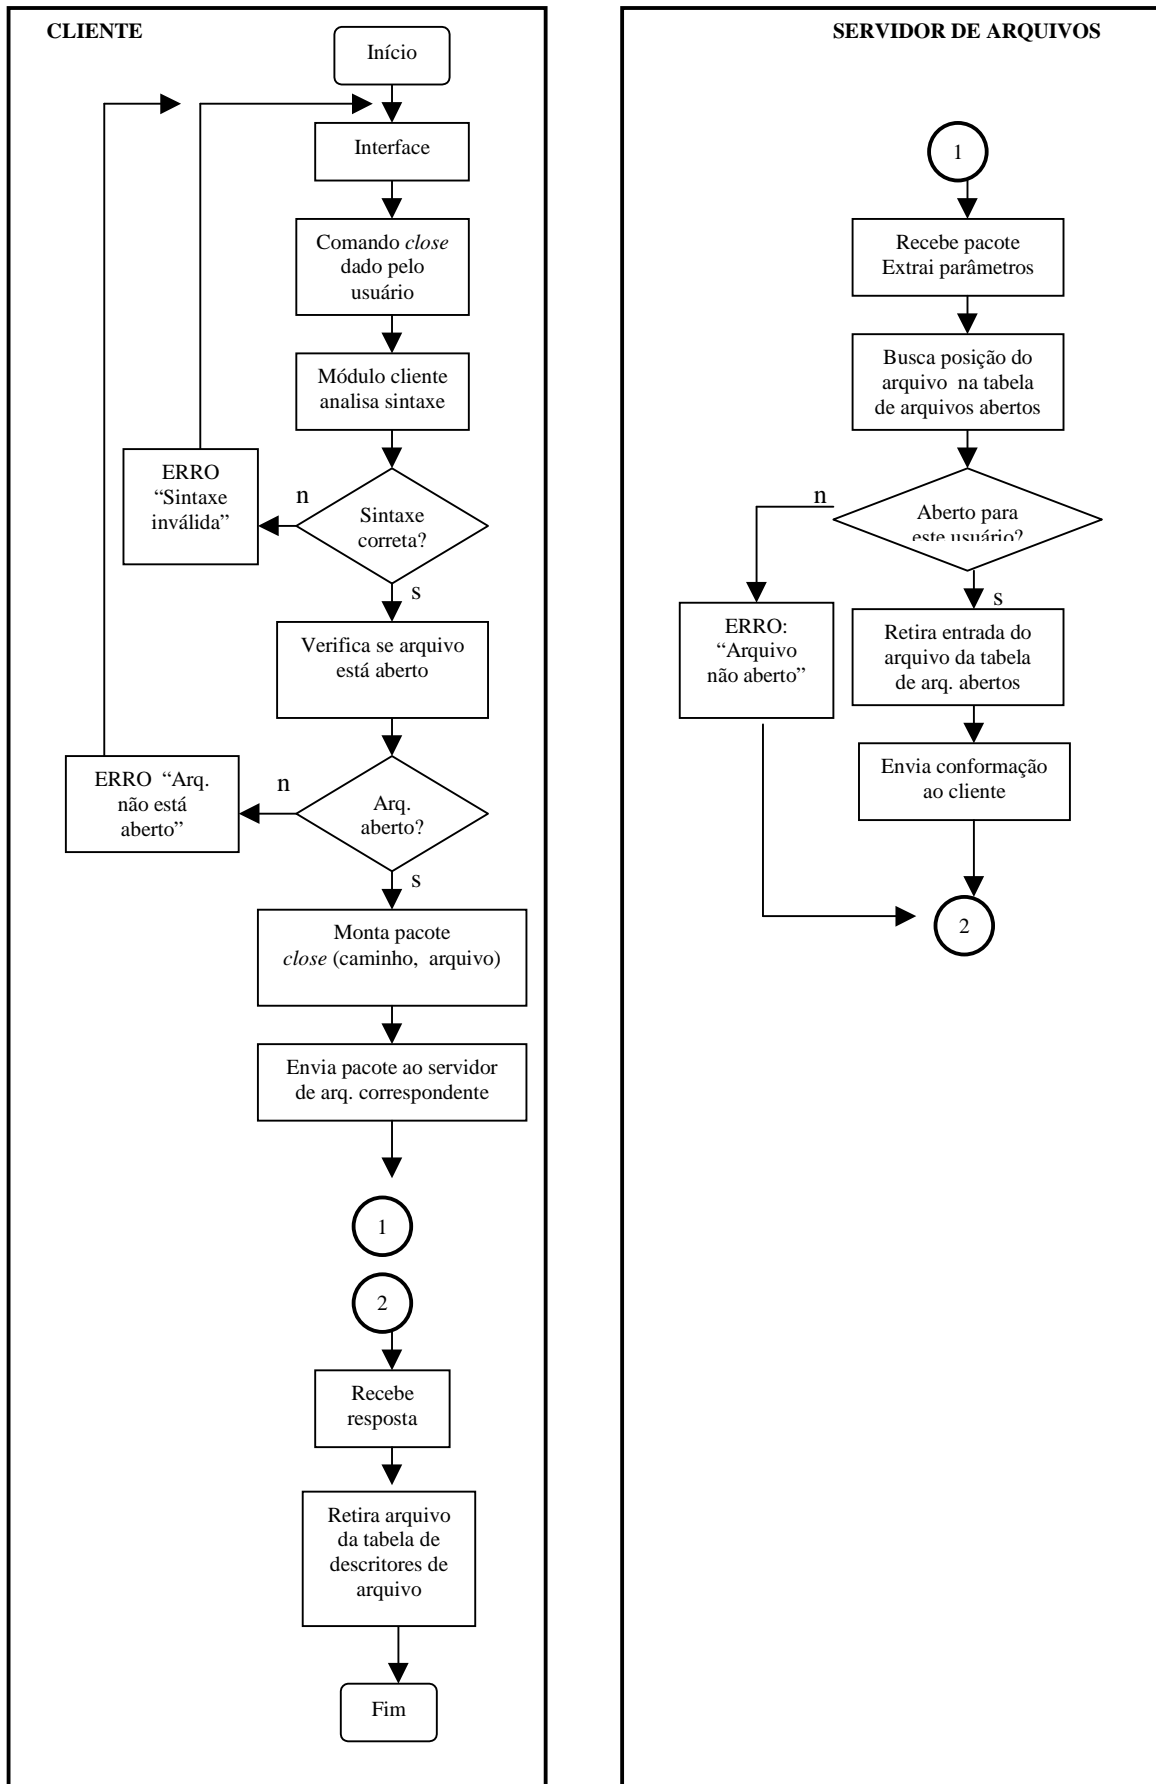 CLIENTE
Início
Interface
Comando close
dado pelo
usuário
Módulo cliente
analisa sintaxe
ERRO
“Sintaxe
inválida”
n
Sintaxe
correta?
s
Verifica se arquivo
está aberto
ERRO “Arq.
não está
aberto”
n
Arq.
aberto?
s
Monta pacote
close (caminho, arquivo)
Envia pacote ao servidor
de arq. correspondente
1
2
Recebe
resposta
Retira arquivo
da tabela de
descritores de
arquivo
Fim
SERVIDOR DE ARQUIVOS
1
Recebe pacote
Extrai parâmetros
Busca posição do
arquivo na tabela
de arquivos abertos
n
Aberto para
este usuário?
s
ERRO:
“Arquivo
não aberto”
Retira entrada do
arquivo da tabela
de arq. abertos
Envia conformação
ao cliente
2